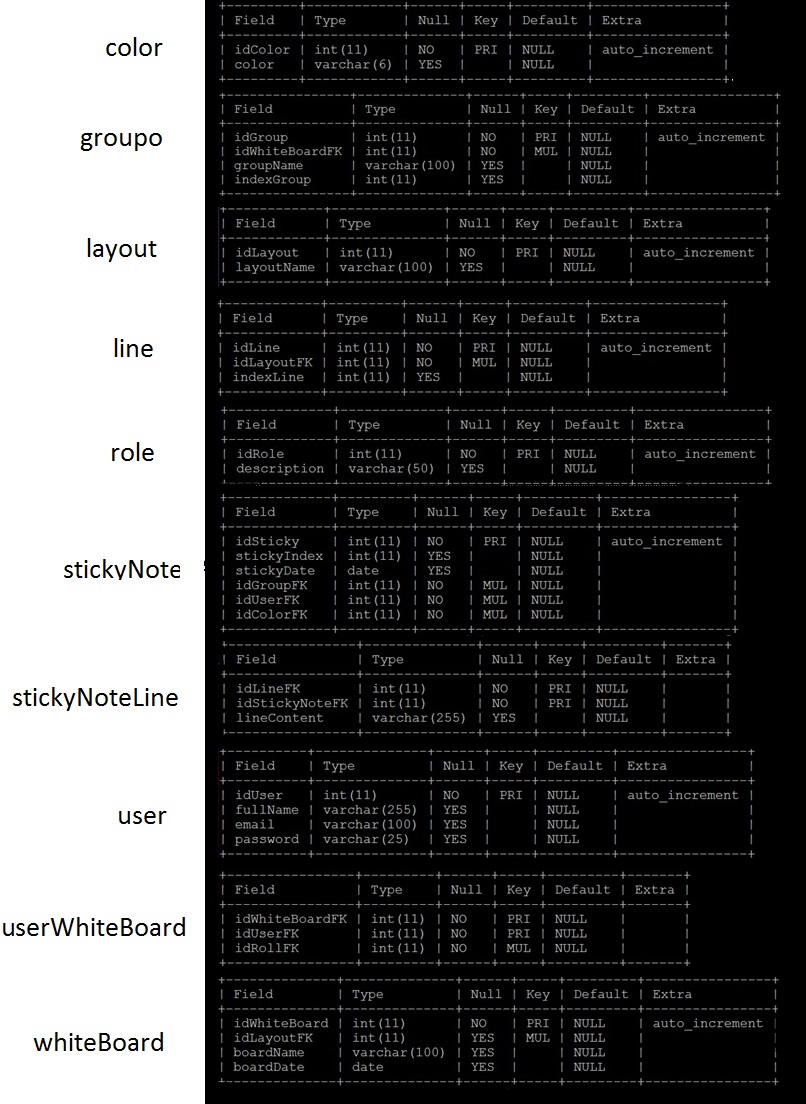 color
| Field | Type | Null | Key | Default | Extra |
| idColor | int(11) | NO | PRI | NULL | auto_increment |
| color | varchar(6) | YES | | NULL | |
groupo
| Field | Type | Null | Key | Default | Extra |
| idGroup | int(11) | NO | PRI | NULL | auto_increment |
| idWhiteBoardFK | int(11) | NO | MUL | NULL | |
| groupName | varchar(100) | YES | | NULL | |
| indexGroup | int(11) | YES | | NULL | |
layout
| Field | Type | Null | Key | Default | Extra |
| idLayout | int(11) | NO | PRI | NULL | auto_increment |
| layoutName | varchar(100) | YES | | NULL | |
line
| Field | Type | Null | Key | Default | Extra |
| idLine | int(11) | NO | PRI | NULL | auto_increment |
| idLayoutFK | int(11) | NO | MUL | NULL | |
| indexLine | int(11) | YES | | NULL | |
role
| Field | Type | Null | Key | Default | Extra |
| idRole | int(11) | NO | PRI | NULL | auto_increment |
| description | varchar(50) | YES | | NULL | |
stickyNote
| Field | Type | Null | Key | Default | Extra |
| idSticky | int(11) | NO | PRI | NULL | auto_increment |
| stickyIndex | int(11) | YES | | NULL | |
| stickyDate | date | YES | | NULL | |
| idGroupFK | int(11) | NO | MUL | NULL | |
| idUserFK | int(11) | NO | MUL | NULL | |
| idColorFK | int(11) | NO | MUL | NULL | |
stickyNoteLine
| Field | Type | Null | Key | Default | Extra |
| idLineFK | int(11) | NO | PRI | NULL | |
| idStickyNoteFK | int(11) | NO | PRI | NULL | |
| lineContent | varchar(255) | YES | | NULL | |
user
| Field | Type | Null | Key | Default | Extra |
| idUser | int(11) | NO | PRI | NULL | auto_increment |
| fullName | varchar(255) | YES | | NULL | |
| email | varchar(100) | YES | | NULL | |
| password | varchar(25) | YES | | NULL | |
userWhiteBoard
| Field | Type | Null | Key | Default | Extra |
| idWhiteBoardFK | int(11) | NO | PRI | NULL | |
| idUserFK | int(11) | NO | PRI | NULL | |
| idRollFK | int(11) | NO | MUL | NULL | |
whiteBoard
| Field | Type | Null | Key | Default | Extra |
| idWhiteBoard | int(11) | NO | PRI | NULL | auto_increment |
| idLayoutFK | int(11) | YES | MUL | NULL | |
| boardName | varchar(100) | YES | | NULL | |
| boardDate | date | YES | | NULL | |